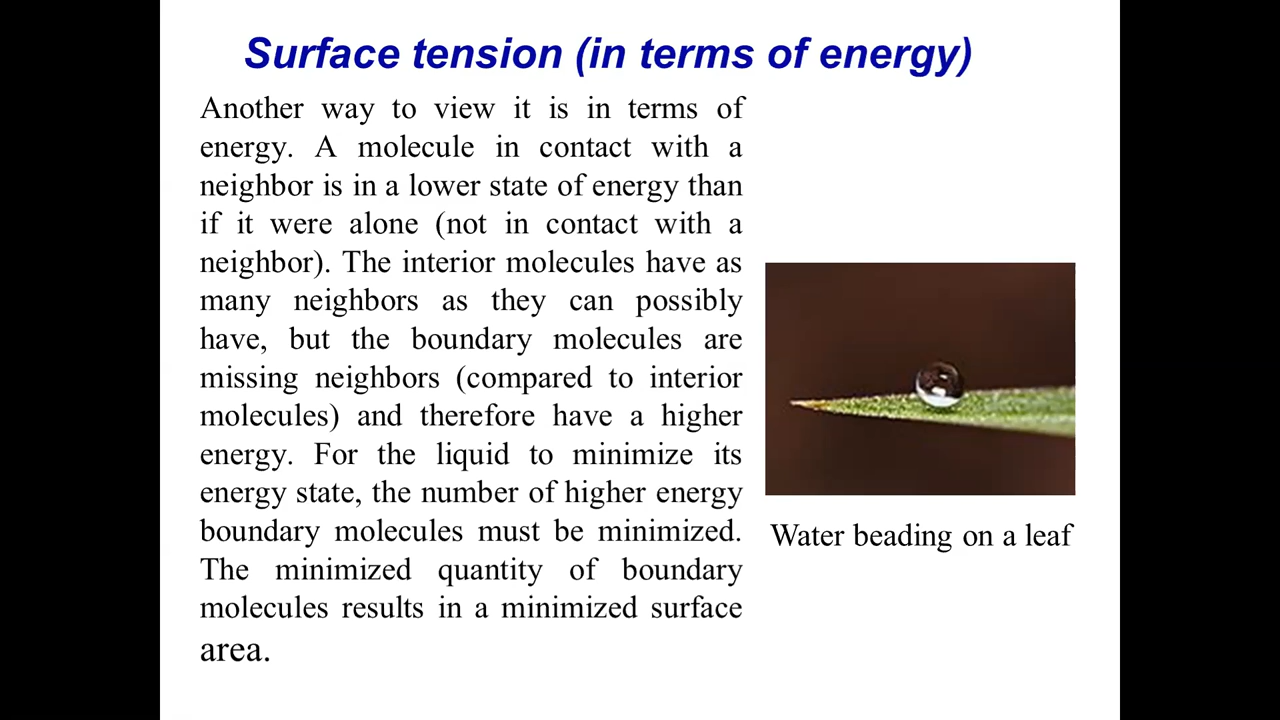 Surface tension (in terms of energy)
Another way to view it is in terms of
energy. A molecule in contact with a
neighbor is in a lower state of energy than
if it were alone (not in contact with a
neighbor). The interior molecules have as
many neighbors as they can possibly
have, but the boundary molecules are
missing neighbors (compared to interior
molecules) and therefore have a higher
energy. For the liquid to minimize its
energy state, the number of higher energy
boundary molecules must be minimized.
The minimized quantity of boundary
molecules results in a minimized surface
area.
Water beading on a leaf